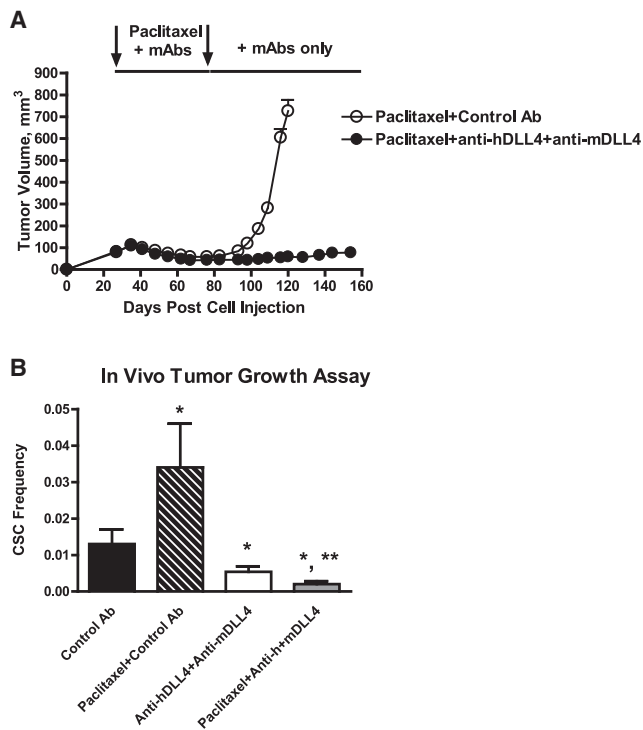 A
Paclitaxel
+ mAbs
+ mAbs only
900
800
700
600
500
400
300
200
100
0
Tumor Volume, mm³
0 20 40 60 80 100 120 140 160
Days Post Cell Injection
Paclitaxel+Control Ab
Paclitaxel+anti-hDLL4+anti-mDLL4
B
In Vivo Tumor Growth Assay
0.05
0.04
0.03
0.02
0.01
0.00
CSC Frequency
*
*
*, **
Control Ab
Paclitaxel+Control Ab
Anti-hDLL4+Anti-mDLL4
Paclitaxel+Anti-h+mDLL4